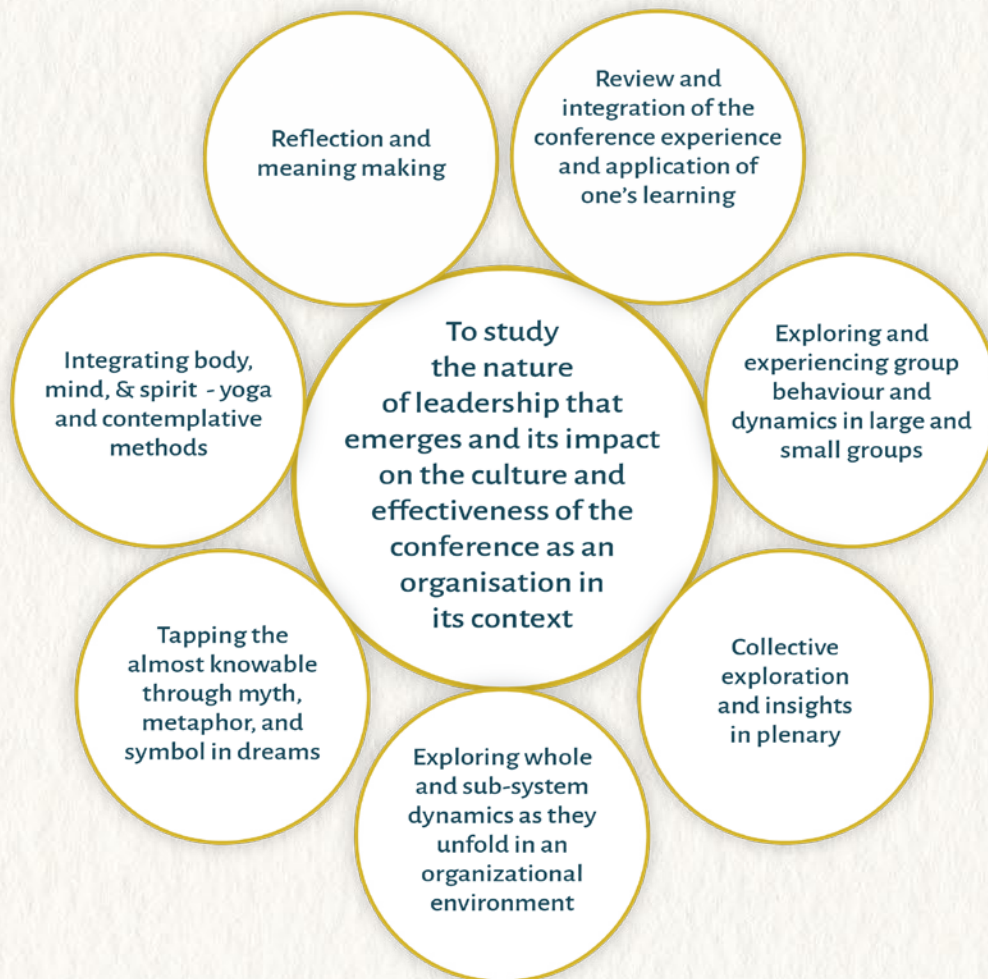 Reflection and
meaning making
Review and
integration of the
conference experience
and application of
one's learning
Integrating body,
mind, & spirit - yoga
and contemplative
methods
To study
the nature
of leadership that
emerges and its impact
on the culture and
effectiveness of the
conference as an
organisation in
its context
Exploring and
experiencing group
behaviour and
dynamics in large and
small groups
Tapping the
almost knowable
through myth,
metaphor, and
symbol in dreams
Exploring whole
and sub-system
dynamics as they
unfold in an
organizational
environment
Collective
exploration
and insights
in plenary